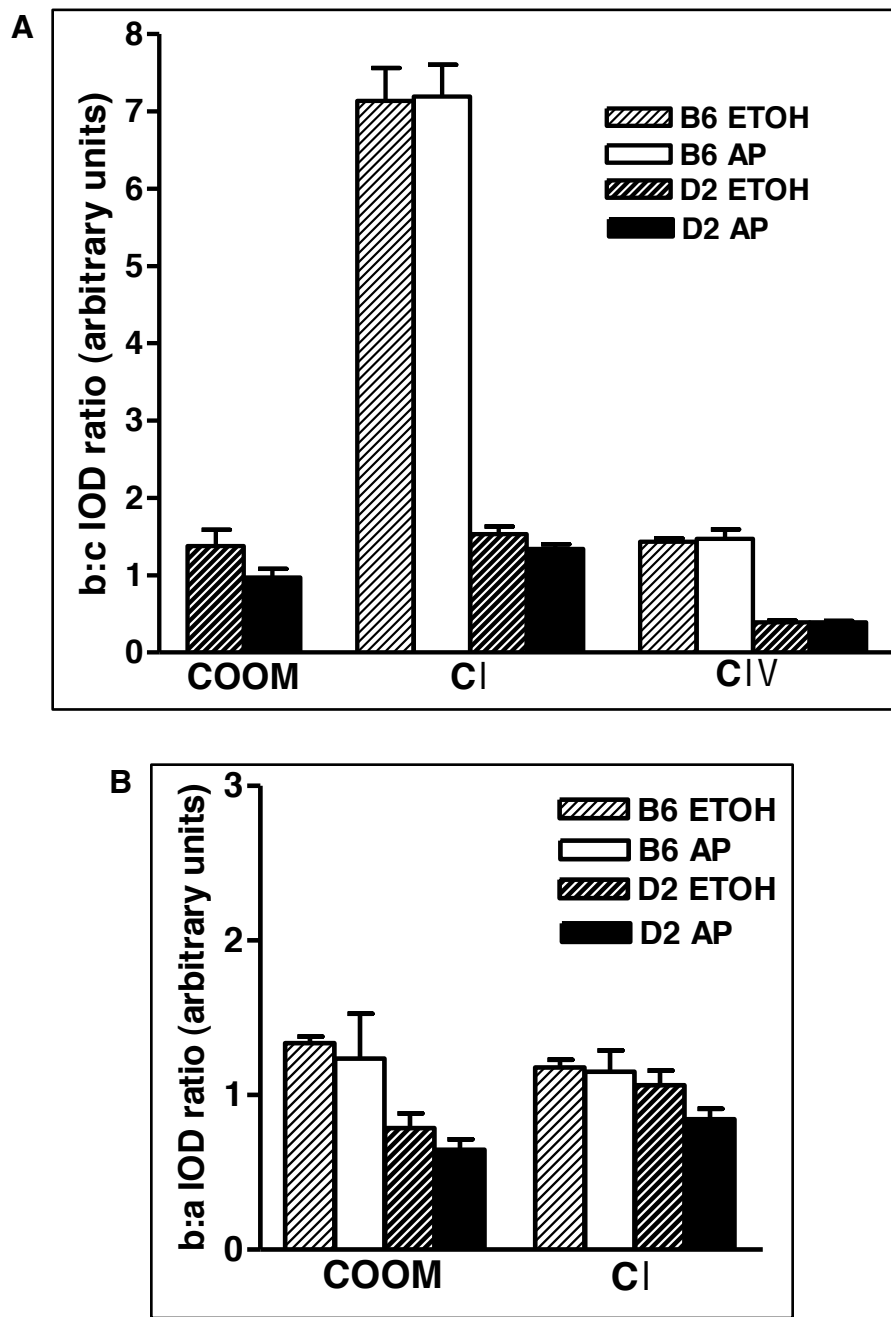 A
b:c IOD ratio (arbitrary units)
8
7
6
5
4
3
2
1
0
B6 ETOH
B6 AP
D2 ETOH
D2 AP
COOM CI CIV
B
b:a IOD ratio (arbitrary units)
3
2
1
0
B6 ETOH
B6 AP
D2 ETOH
D2 AP
COOM CI